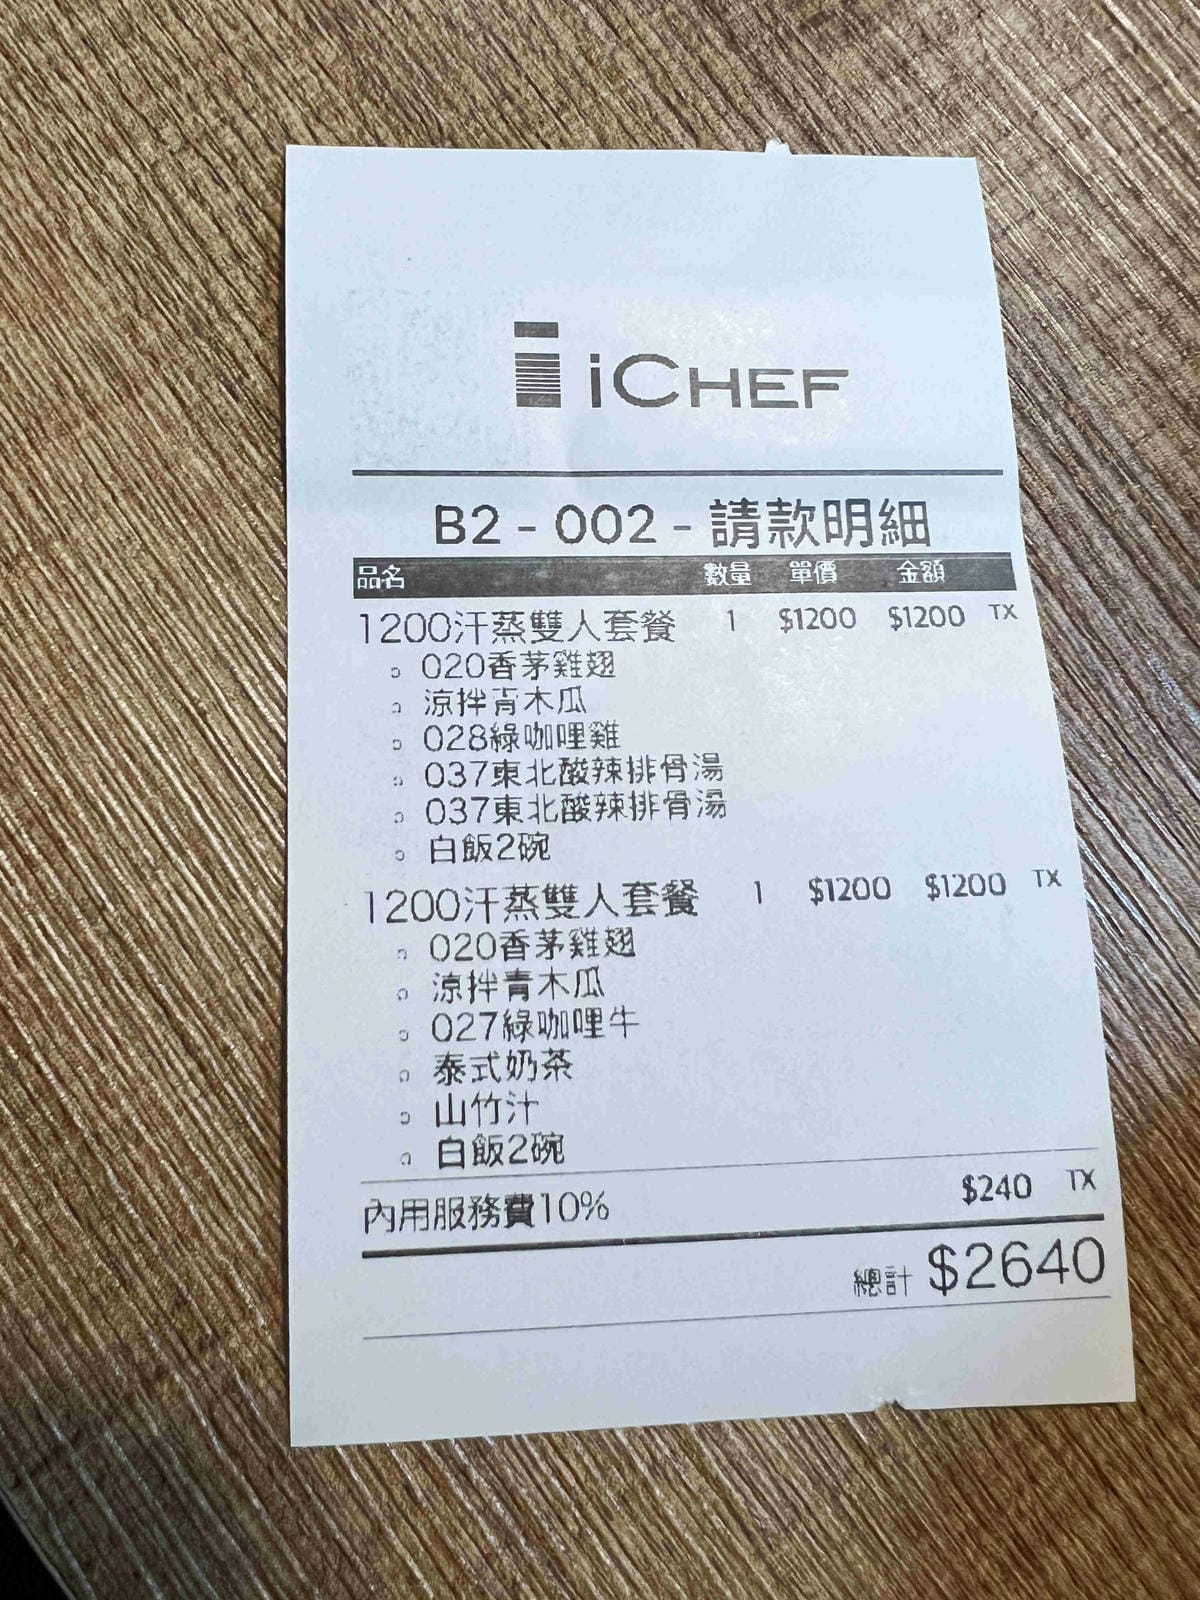 iCHEF
B2 - 002 - 請款明細
品名 數量 單價 金額
1200汗蒸雙人套餐 1 $1200 $1200 TX
020香茅雞翅
涼拌青木瓜
028綠咖哩雞
037東北酸辣排骨湯
037東北酸辣排骨湯
白飯2碗
1200汗蒸雙人套餐 1 $1200 $1200 TX
020香茅雞翅
涼拌青木瓜
027綠咖哩牛
泰式奶茶
山竹汁
白飯2碗
內用服務費10% $240 TX
總計 $2640